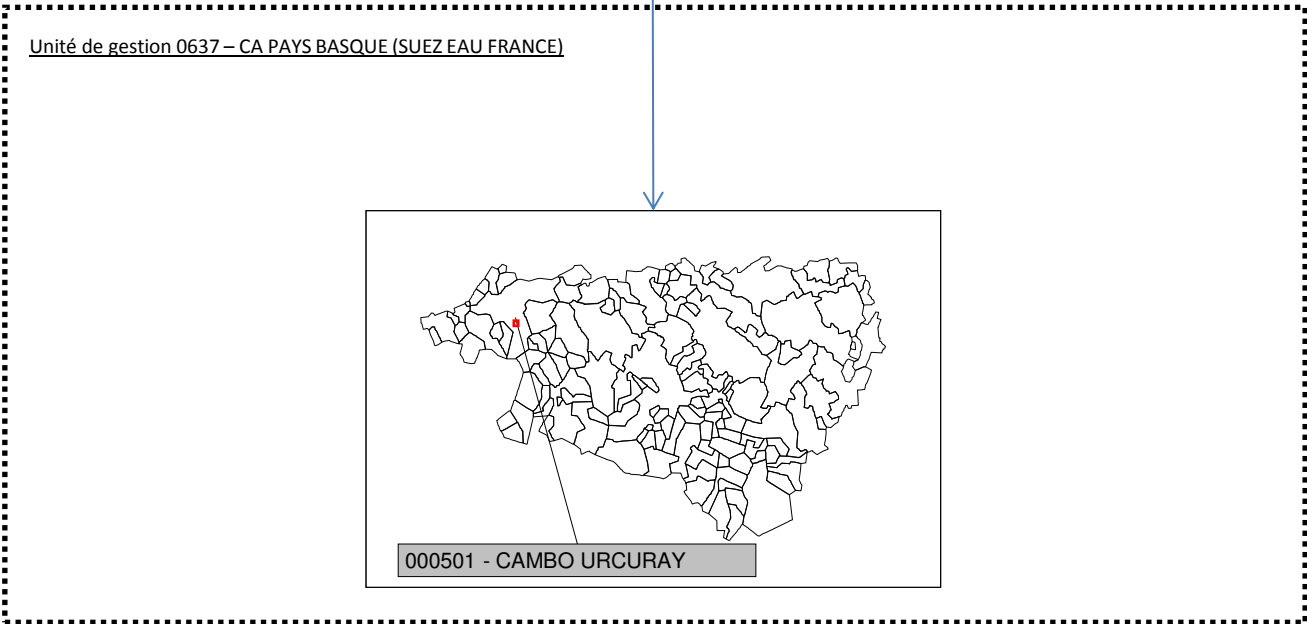 Unité de gestion 0637 – CA PAYS BASQUE (SUEZ EAU FRANCE)
000501 - CAMBO URCURAY